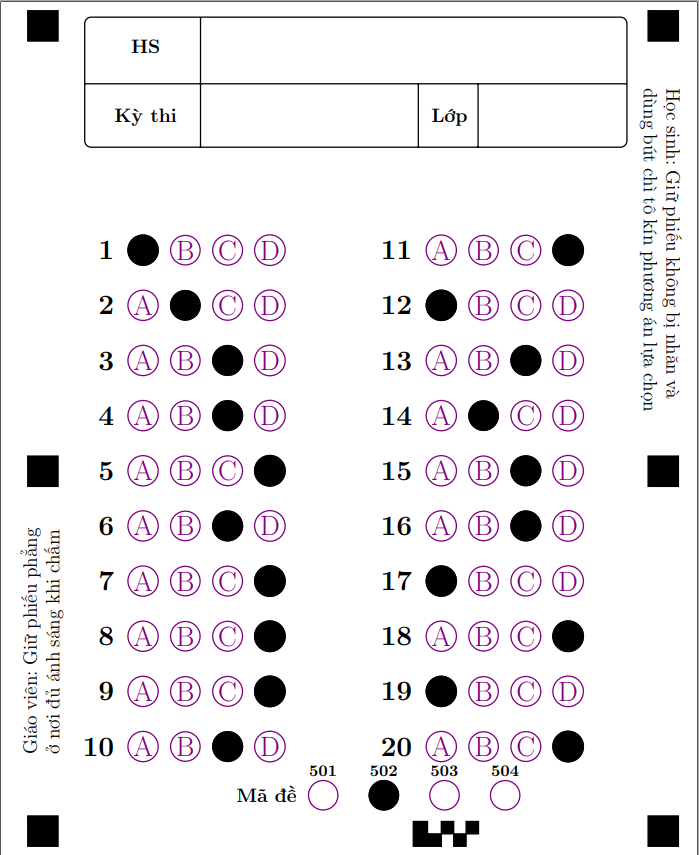 HS
Kỳ thi
Lớp
Học sinh: Giữ phiếu không bị nhăn và
dùng bút chì tô kín phương án lựa chọn
1 B C D
2 A C D
3 A B D
4 A B D
5 A B C
6 A B D
7 A B C
8 A B C
9 A B C
10 A B D
11 A B C
12 B C D
13 A B D
14 A C D
15 A B D
16 A B D
17 B C D
18 A B C
19 B C D
20 A B C
Giáo viên: Giữ phiếu phẳng
ở nơi đủ ánh sáng khi chấm
501 502 503 504
Mã đề